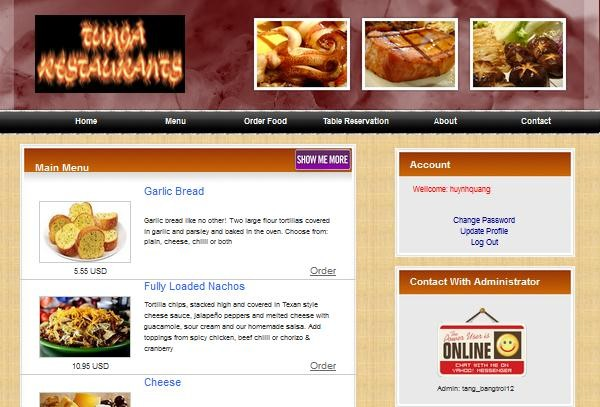 TUNGA
RESTAURANTS
Home Menu Order Food Table Reservation About Contact
Main Menu
SHOW ME MORE
Garlic Bread
Garlic bread like no other! Two large flour tortillas covered
in garlic and parsley and baked in the oven. Choose from:
plain, cheese, chilli or both
5.55 USD
Order
Fully Loaded Nachos
Tortilla chips, stacked high and covered in Texan style
cheese sauce, jalapeño peppers and melted cheese with
guacamole, sour cream and our homemade salsa. Add
toppings from spicy chicken, beef chilli or chorizo &
cranberry
10.95 USD
Order
Cheese
Account
Wellcome: huynhquang
Change Password
Update Profile
Log Out
Contact With Administrator
The
Power User is
ONLINE
CHAT WITH ME ON
YAHOO! MESSENGER
Admin: tang_bangtroi12